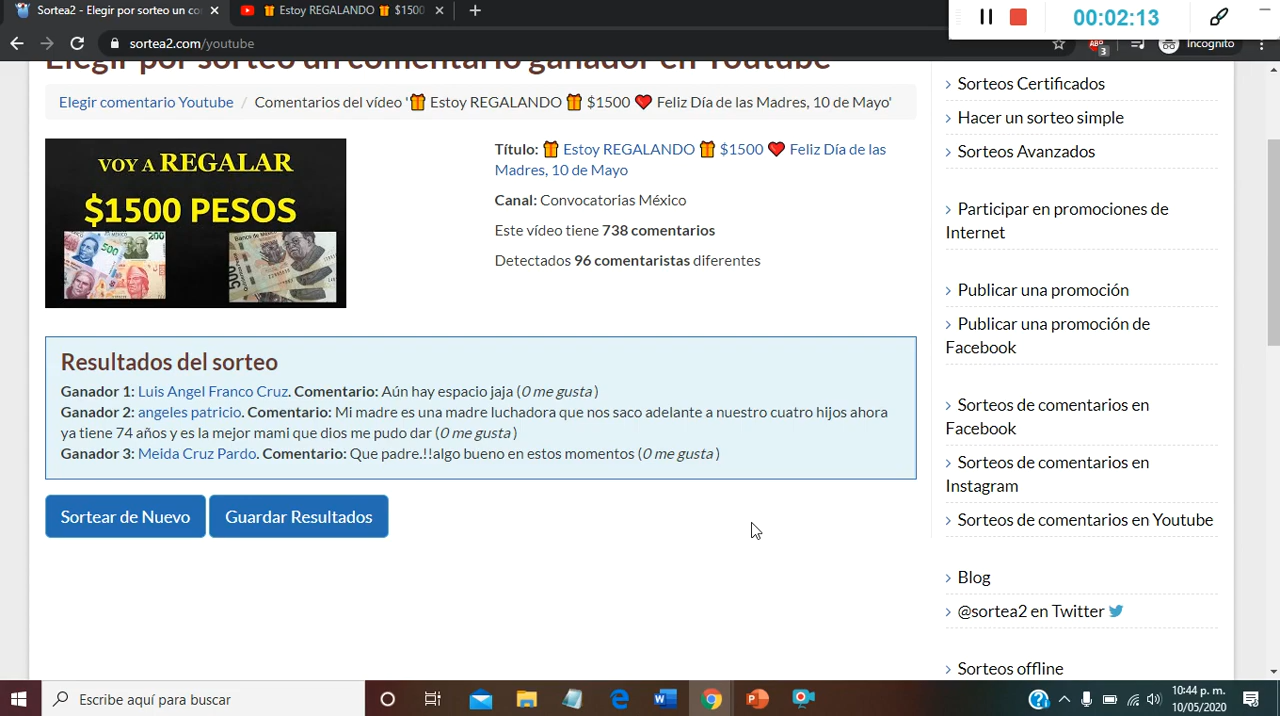 Sortea2 - Elegir por sorteo un co
Estoy REGALANDO 🎁 $1500
00:02:13
sortea2.com/youtube
ABP
3
Incognito
Elegir por sorteo un comentario ganador en Youtube
Elegir comentario Youtube / Comentarios del vídeo '🎁 Estoy REGALANDO 🎁 $1500 ❤️ Feliz Día de las Madres, 10 de Mayo'
VOY A REGALAR
$1500 PESOS
Título: 🎁 Estoy REGALANDO 🎁 $1500 ❤️ Feliz Día de las
Madres, 10 de Mayo
Canal: Convocatorias México
Este vídeo tiene 738 comentarios
Detectados 96 comentaristas diferentes
Resultados del sorteo
Ganador 1: Luis Angel Franco Cruz. Comentario: Aún hay espacio jaja (0 me gusta )
Ganador 2: angeles patricio. Comentario: Mi madre es una madre luchadora que nos saco adelante a nuestro cuatro hijos ahora
ya tiene 74 años y es la mejor mami que dios me pudo dar (0 me gusta )
Ganador 3: Meida Cruz Pardo. Comentario: Que padre.!!algo bueno en estos momentos (0 me gusta )
Sortear de Nuevo
Guardar Resultados
Sorteos Certificados
Hacer un sorteo simple
Sorteos Avanzados
Participar en promociones de
Internet
Publicar una promoción
Publicar una promoción de
Facebook
Sorteos de comentarios en
Facebook
Sorteos de comentarios en
Instagram
Sorteos de comentarios en Youtube
Blog
@sortea2 en Twitter
Sorteos offline
Escribe aquí para buscar
10:44 p. m.
10/05/2020